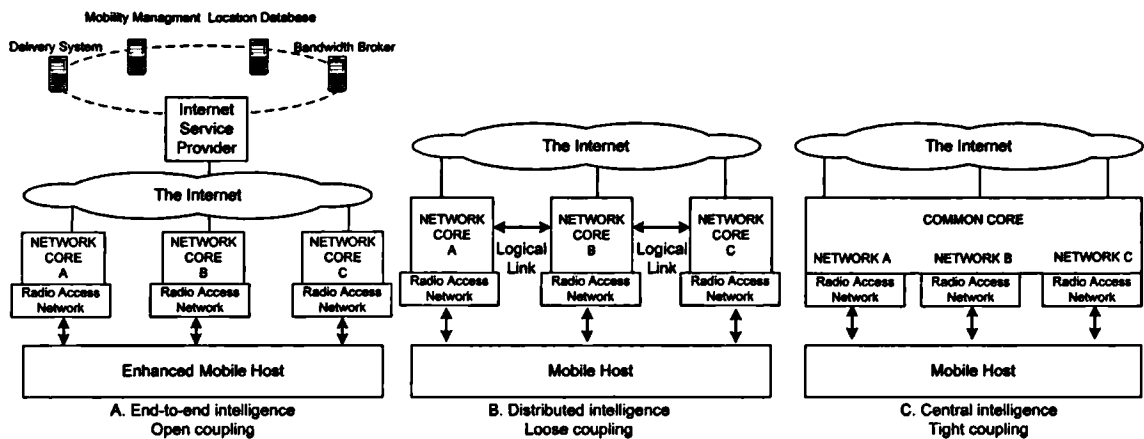 Mobility Managment Location Database
Delivery System
Bandwidth Broker
Internet
Service
Provider
The Internet
NETWORK
CORE
A
NETWORK
CORE
B
NETWORK
CORE
C
Radio Access
Network
Radio Access
Network
Radio Access
Network
Enhanced Mobile Host
A. End-to-end intelligence
Open coupling
The Internet
NETWORK
CORE
A
Logical
Link
NETWORK
CORE
B
Logical
Link
NETWORK
CORE
C
Radio Access
Network
Radio Access
Network
Radio Access
Network
Mobile Host
B. Distributed intelligence
Loose coupling
The Internet
COMMON CORE
NETWORK A
NETWORK B
NETWORK C
Radio Access
Network
Radio Access
Network
Radio Access
Network
Mobile Host
C. Central intelligence
Tight coupling